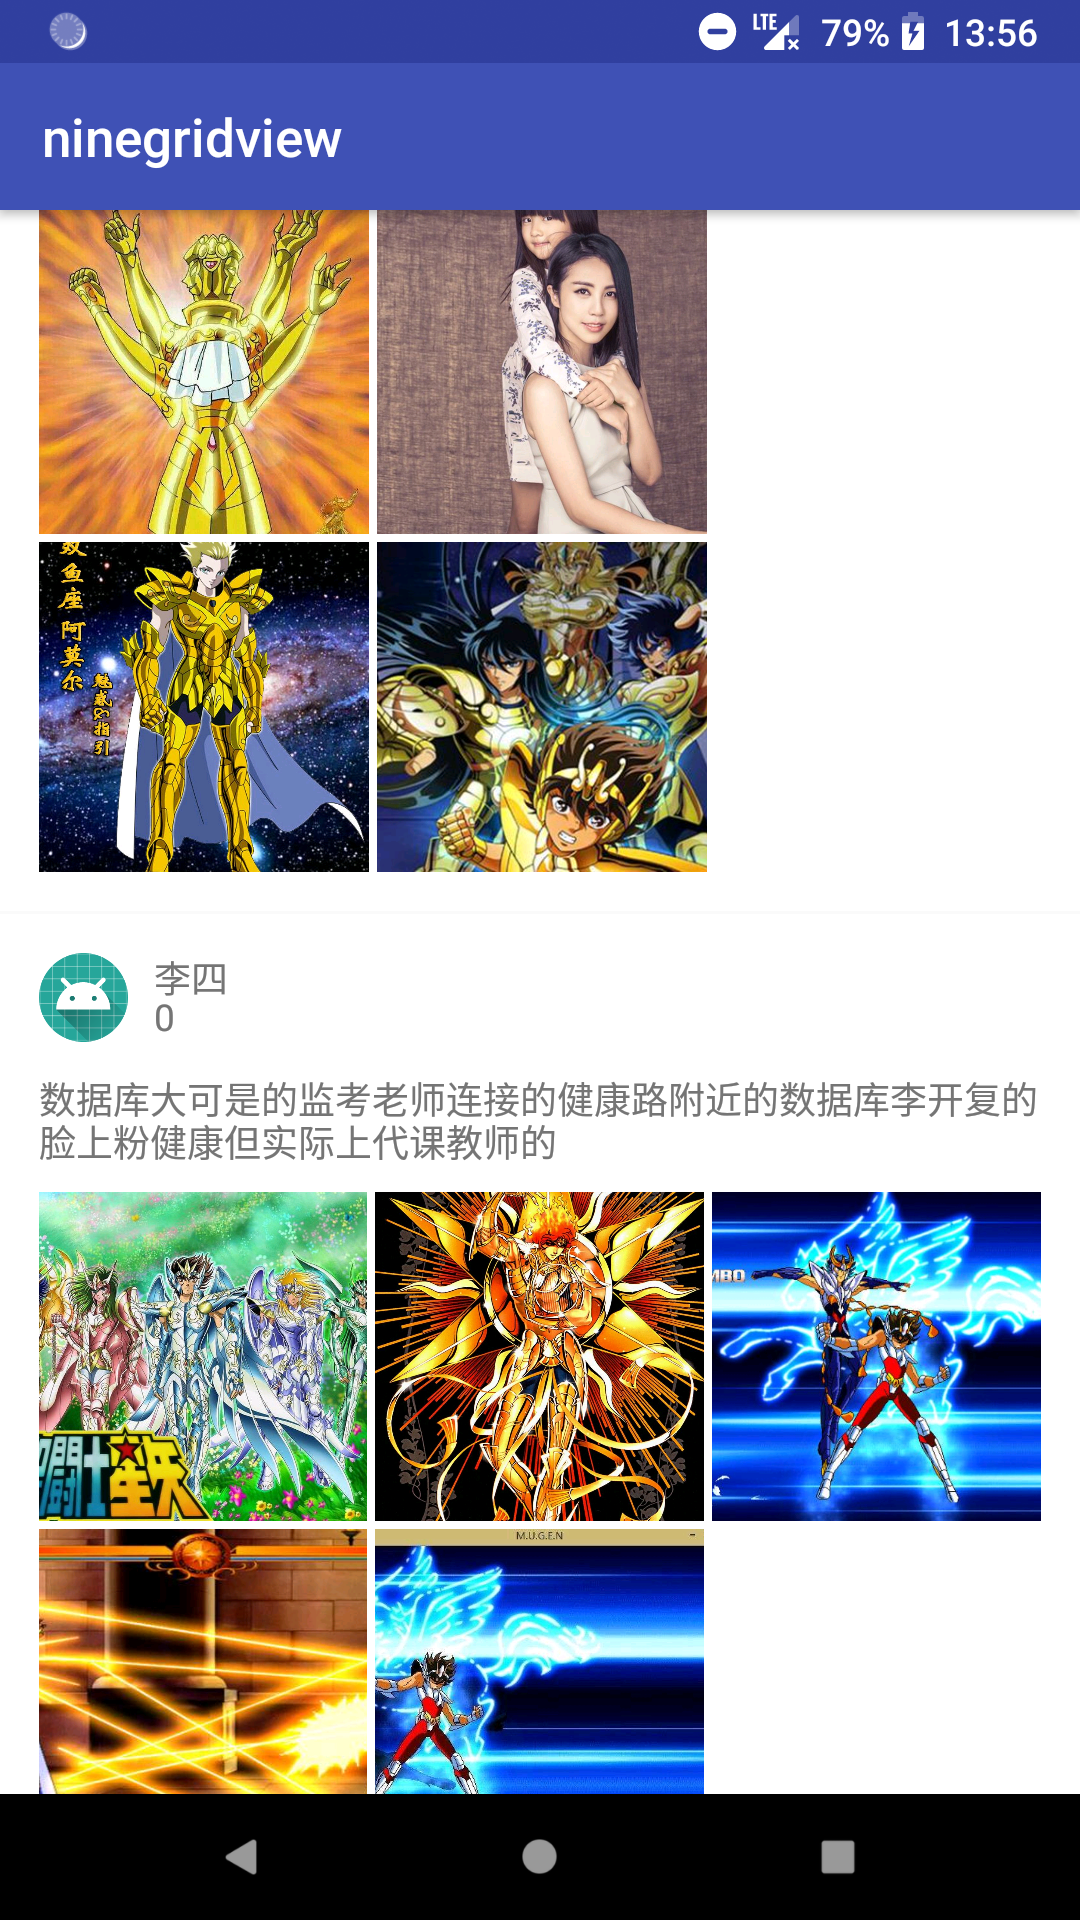 LTE 79% 13:56
ninegridview
双鱼座 阿英尔
魅惑的指引
李四
0
数据库大可是的监考老师连接的健康路附近的数据库李开复的
脸上粉健康但实际上代课教师的
MBO
鬪士星矢
M.U.G.E.N